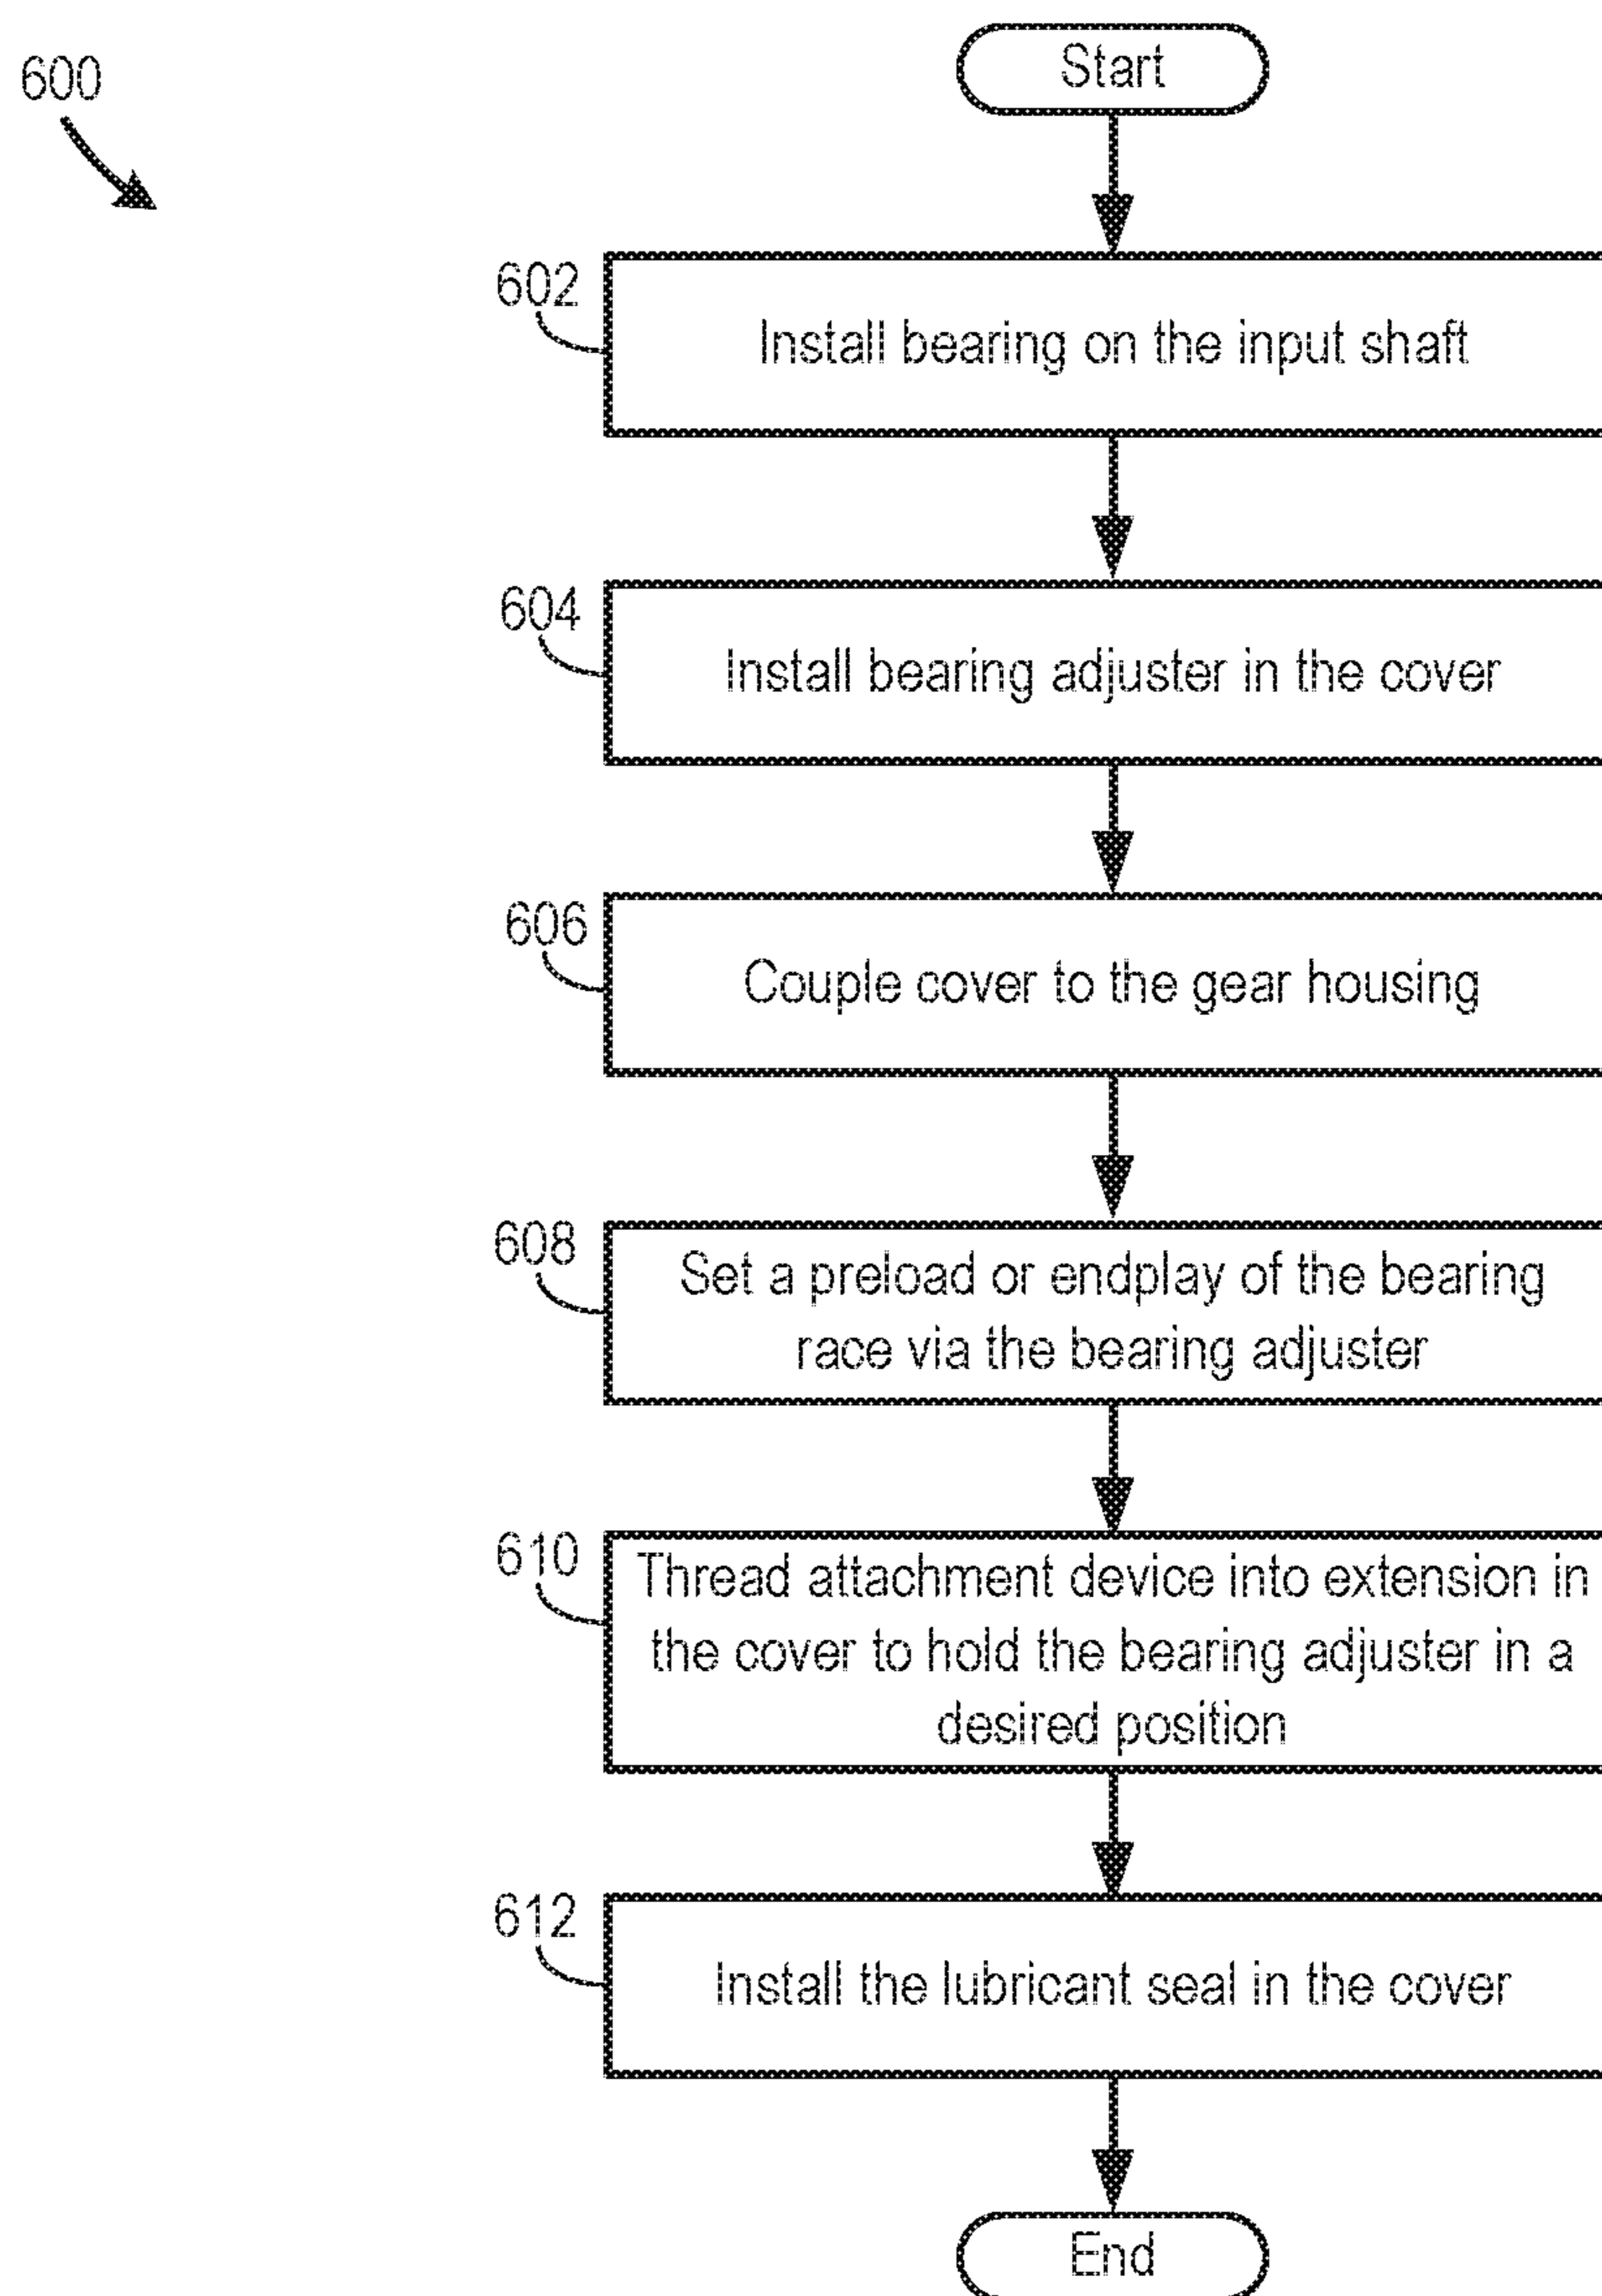 600
Start
602
Install bearing on the input shaft
604
Install bearing adjuster in the cover
606
Couple cover to the gear housing
608
Set a preload or endplay of the bearing
race via the bearing adjuster
610
Thread attachment device into extension in
the cover to hold the bearing adjuster in a
desired position
612
Install the lubricant seal in the cover
End